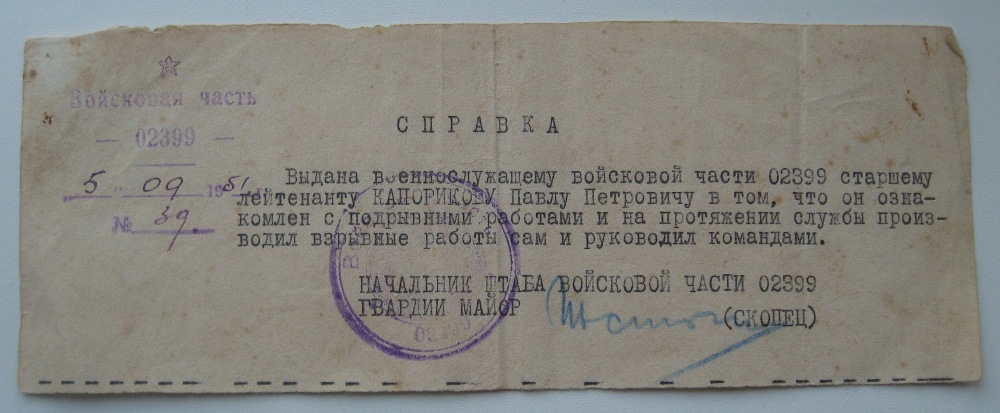 Войсковая часть
— 02399 —
"5" 09 1951 г.
№ 39.
СПРАВКА
Выдана военнослужащему войсковой части 02399 старшему
лейтенанту КАПОРИКОВУ Павлу Петровичу в том, что он озна-
комлен с подрывными работами и на протяжении службы произ-
водил взрывные работы сам и руководил командами.
НАЧАЛЬНИК ШТАБА ВОЙСКОВОЙ ЧАСТИ 02399
ГВАРДИИ МАЙОР
(СКОПЕЦ)